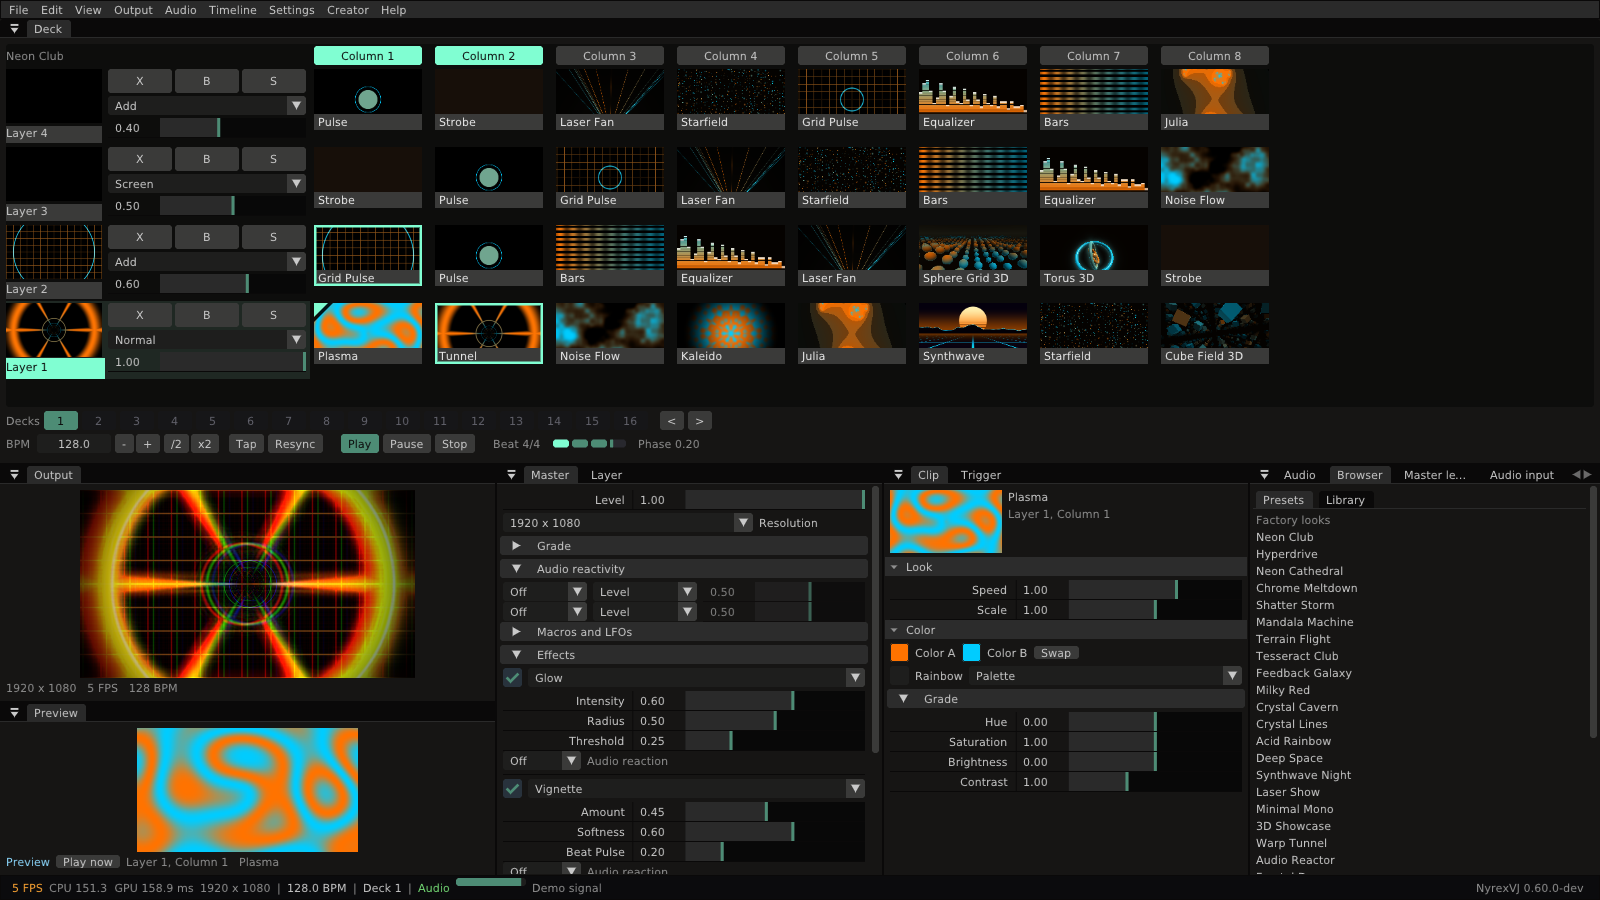 File Edit View Output Audio Timeline Settings Creator Help
Deck
Neon Club Column 1 Column 2 Column 3 Column 4 Column 5 Column 6 Column 7 Column 8
X B S
Add
0.40
Layer 4
Pulse Strobe Laser Fan Starfield Grid Pulse Equalizer Bars Julia
X B S
Screen
0.50
Layer 3
Strobe Pulse Grid Pulse Laser Fan Starfield Bars Equalizer Noise Flow
X B S
Add
0.60
Layer 2
Grid Pulse Pulse Bars Equalizer Laser Fan Sphere Grid 3D Torus 3D Strobe
X B S
Normal
1.00
Layer 1
Plasma Tunnel Noise Flow Kaleido Julia Synthwave Starfield Cube Field 3D
Decks 1 2 3 4 5 6 7 8 9 10 11 12 13 14 15 16 < >
BPM 128.0 - + /2 x2 Tap Resync Play Pause Stop Beat 4/4 Phase 0.20
Output
1920 x 1080 5 FPS 128 BPM
Preview
Preview Play now Layer 1, Column 1 Plasma
Master Layer
Level 1.00
1920 x 1080 Resolution
Grade
Audio reactivity
Off Level 0.50
Off Level 0.50
Macros and LFOs
Effects
Glow
Intensity 0.60
Radius 0.50
Threshold 0.25
Off Audio reaction
Vignette
Amount 0.45
Softness 0.60
Beat Pulse 0.20
Off Audio reaction
Clip Trigger
Plasma
Layer 1, Column 1
Look
Speed 1.00
Scale 1.00
Color
Color A Color B Swap
Rainbow Palette
Grade
Hue 0.00
Saturation 1.00
Brightness 0.00
Contrast 1.00
Audio Browser Master le... Audio input
Presets Library
Factory looks
Neon Club
Hyperdrive
Neon Cathedral
Chrome Meltdown
Shatter Storm
Mandala Machine
Terrain Flight
Tesseract Club
Feedback Galaxy
Milky Red
Crystal Cavern
Crystal Lines
Acid Rainbow
Deep Space
Synthwave Night
Laser Show
Minimal Mono
3D Showcase
Warp Tunnel
Audio Reactor
5 FPS CPU 151.3 GPU 158.9 ms 1920 x 1080 | 128.0 BPM | Deck 1 | Audio Demo signal NyrexVJ 0.60.0-dev